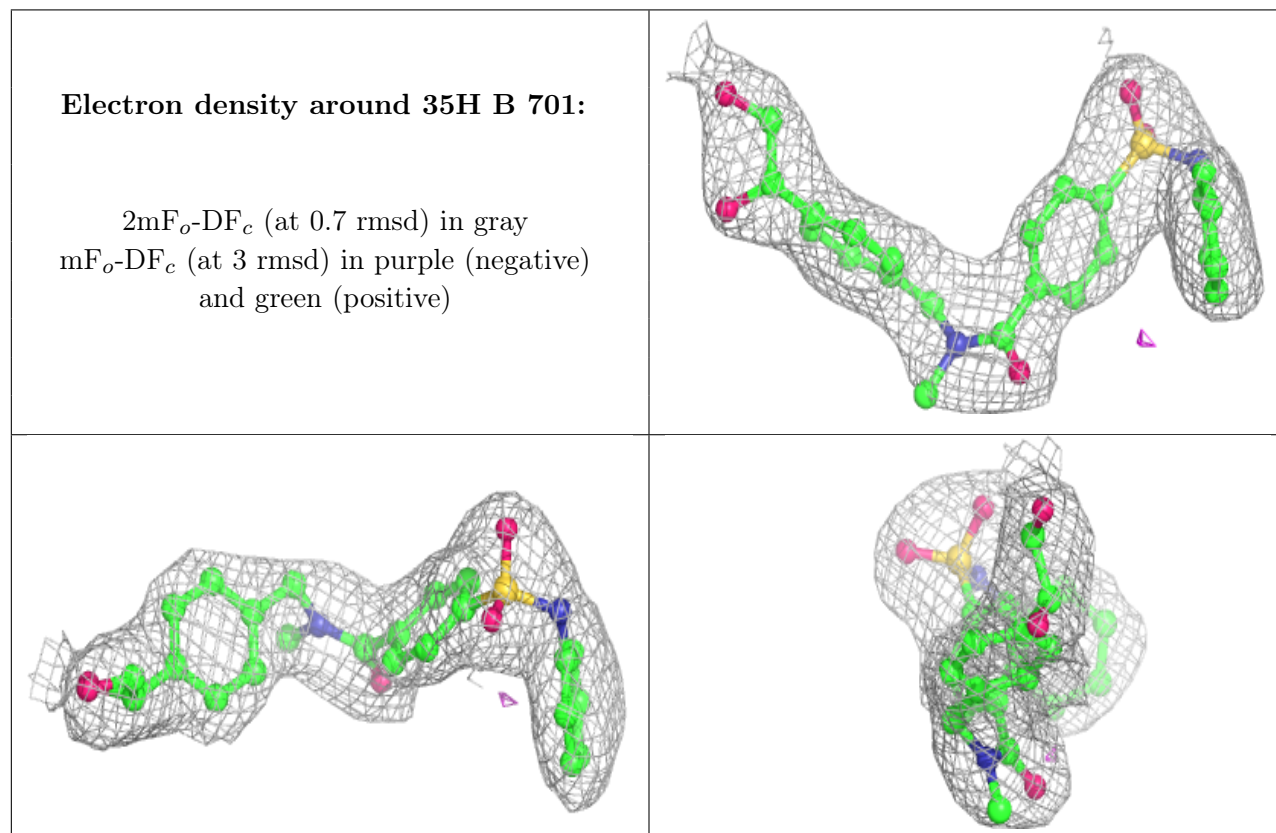 Electron density around 35H B 701:
2mFo-DFc (at 0.7 rmsd) in gray
mFo-DFc (at 3 rmsd) in purple (negative)
and green (positive)